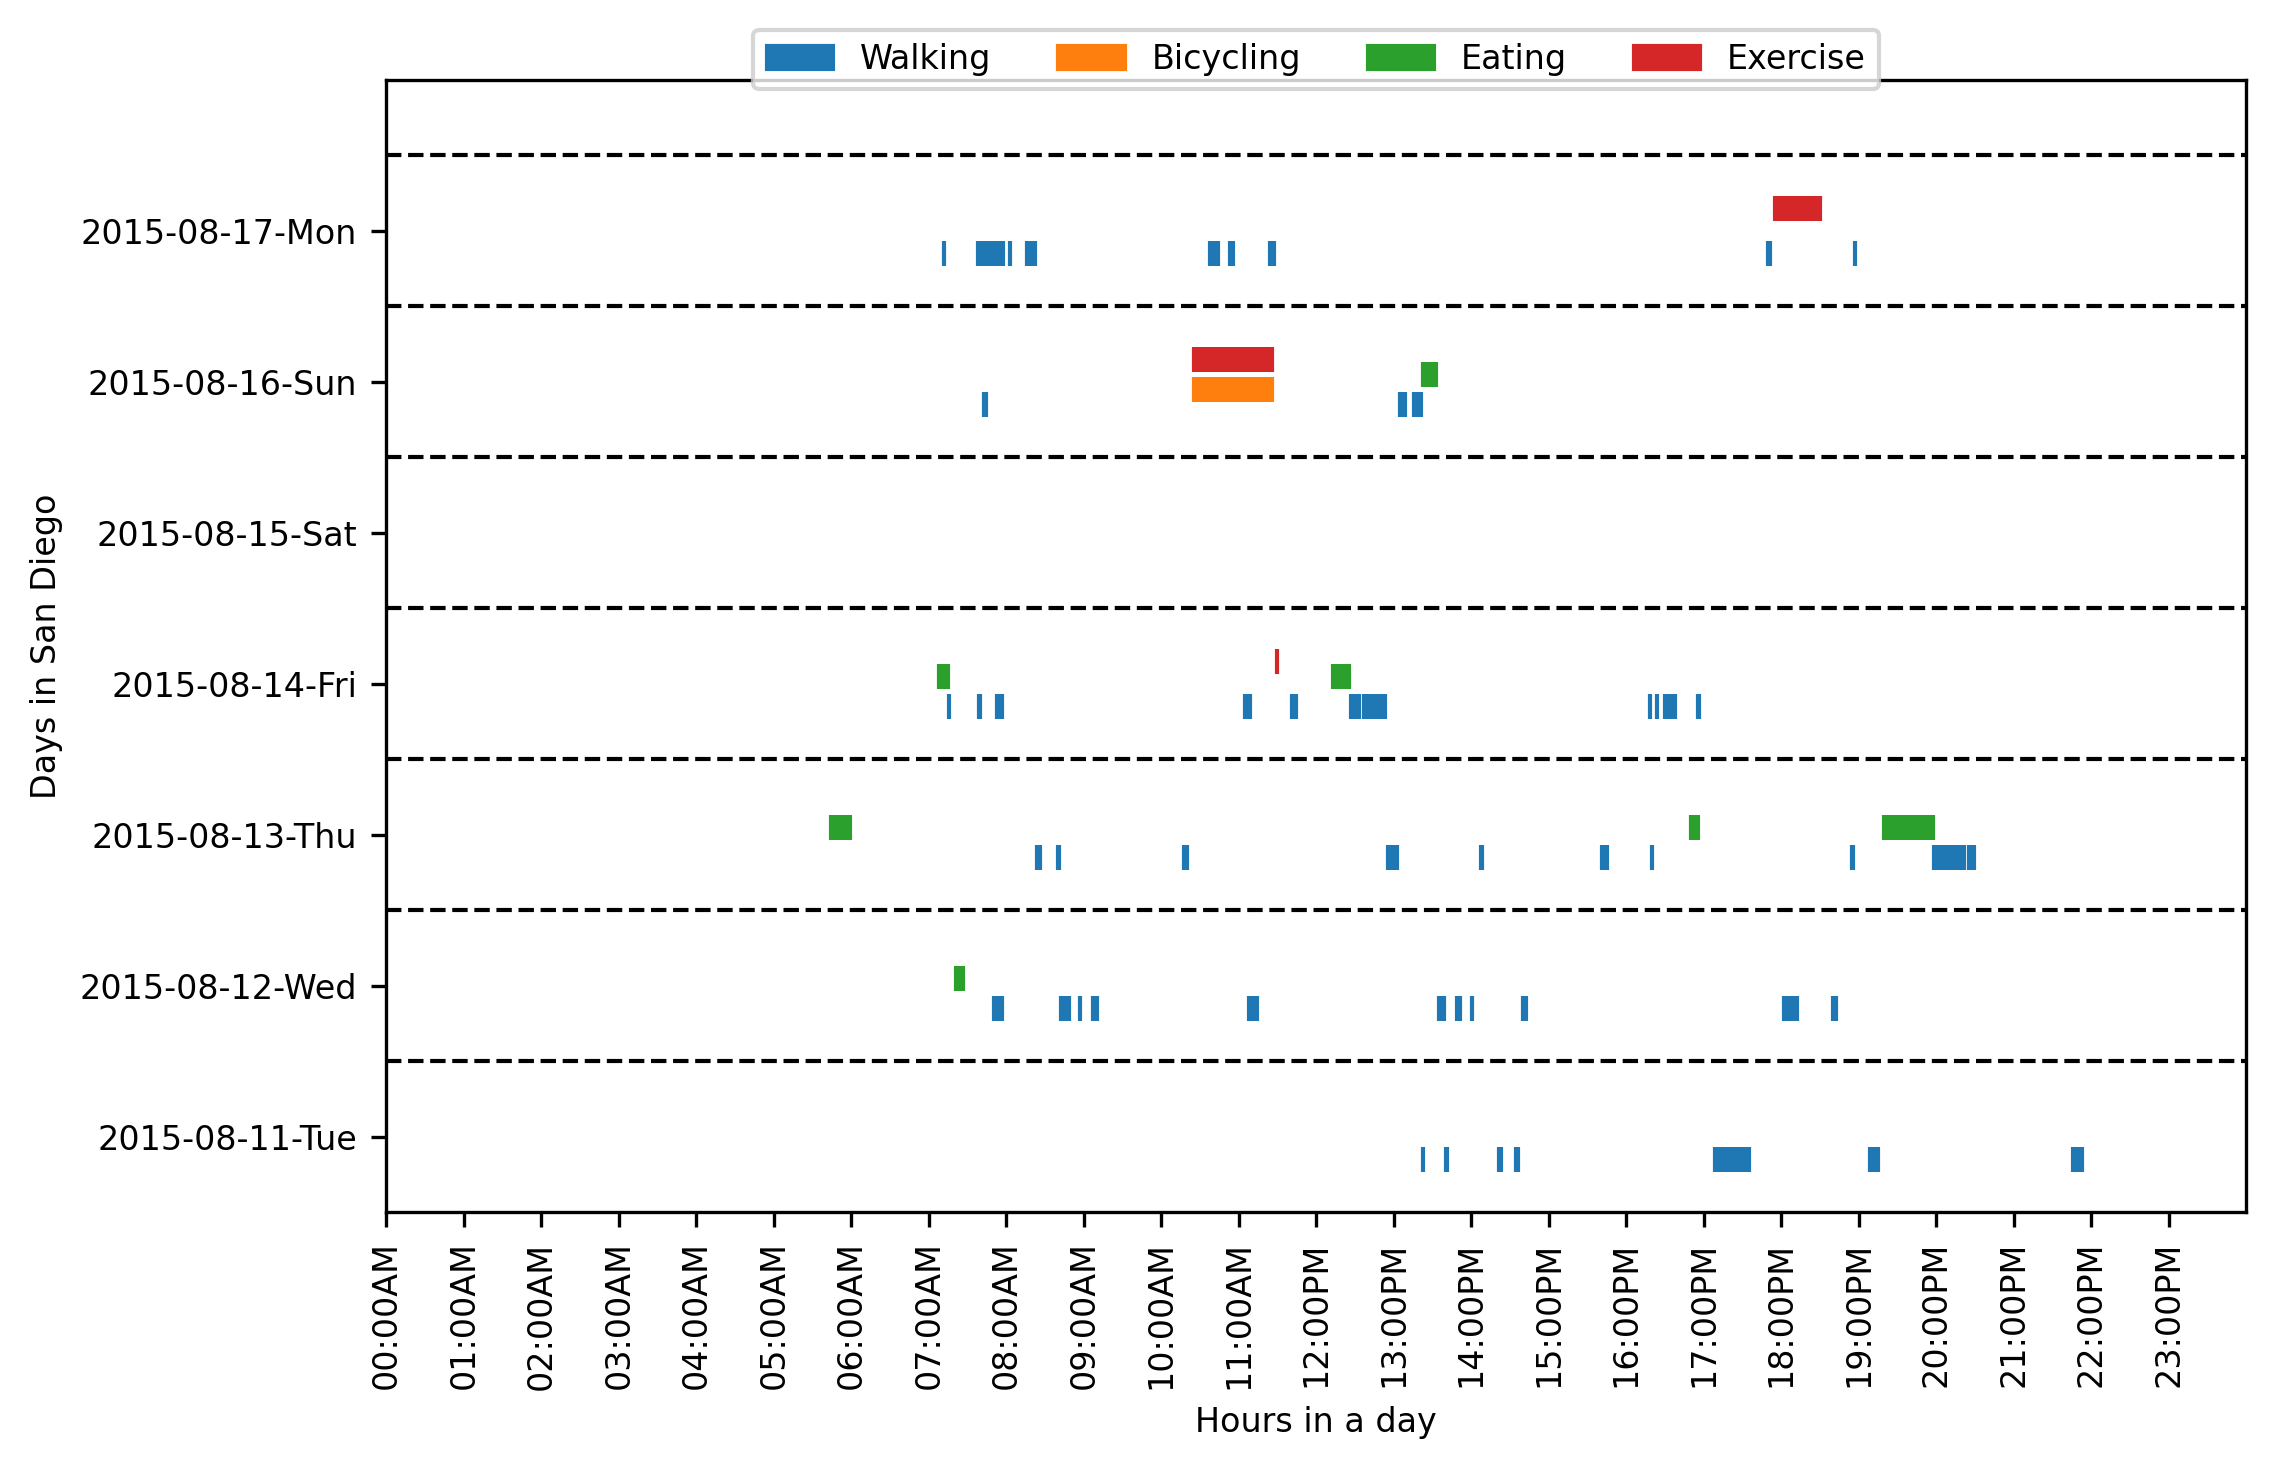 Walking Bicycling Eating Exercise
2015-08-17-Mon
2015-08-16-Sun
2015-08-15-Sat
2015-08-14-Fri
2015-08-13-Thu
2015-08-12-Wed
2015-08-11-Tue
Days in San Diego
00:00AM
01:00AM
02:00AM
03:00AM
04:00AM
05:00AM
06:00AM
07:00AM
08:00AM
09:00AM
10:00AM
11:00AM
12:00PM
13:00PM
14:00PM
15:00PM
16:00PM
17:00PM
18:00PM
19:00PM
20:00PM
21:00PM
22:00PM
23:00PM
Hours in a day